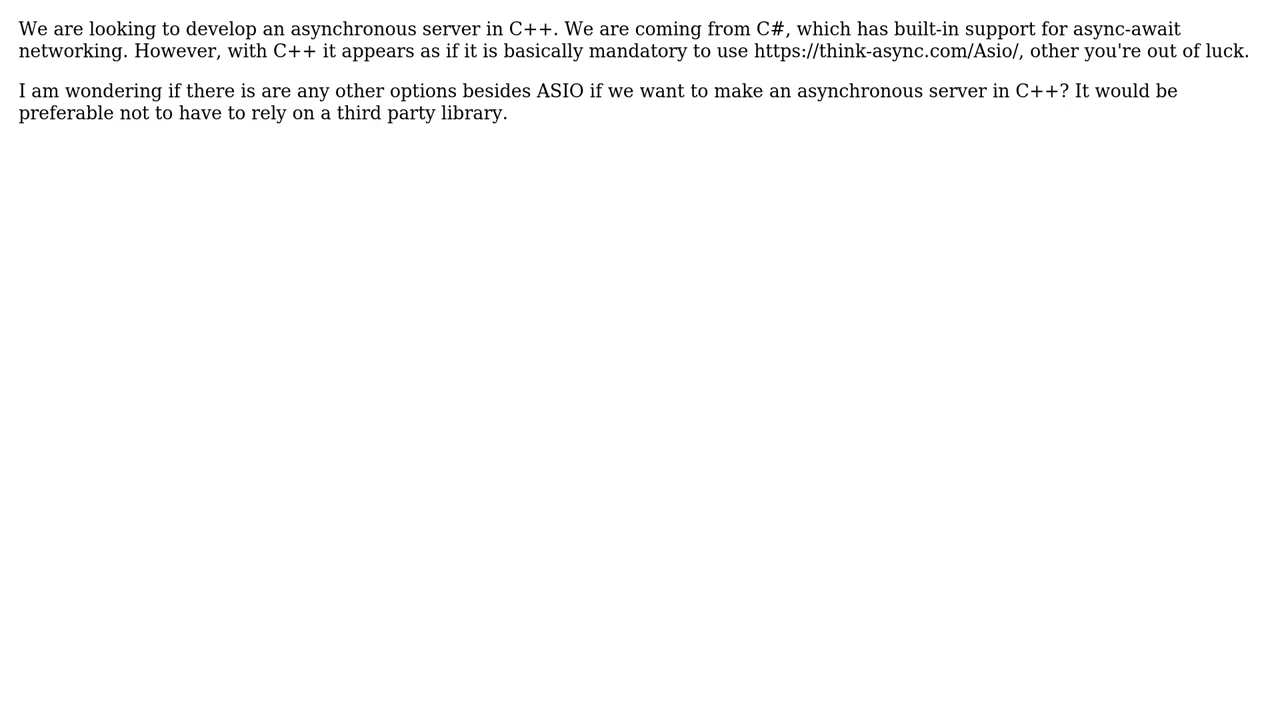 We are looking to develop an asynchronous server in C++. We are coming from C#, which has built-in support for async-await
networking. However, with C++ it appears as if it is basically mandatory to use https://think-async.com/Asio/, other you're out of luck.
I am wondering if there is are any other options besides ASIO if we want to make an asynchronous server in C++? It would be
preferable not to have to rely on a third party library.